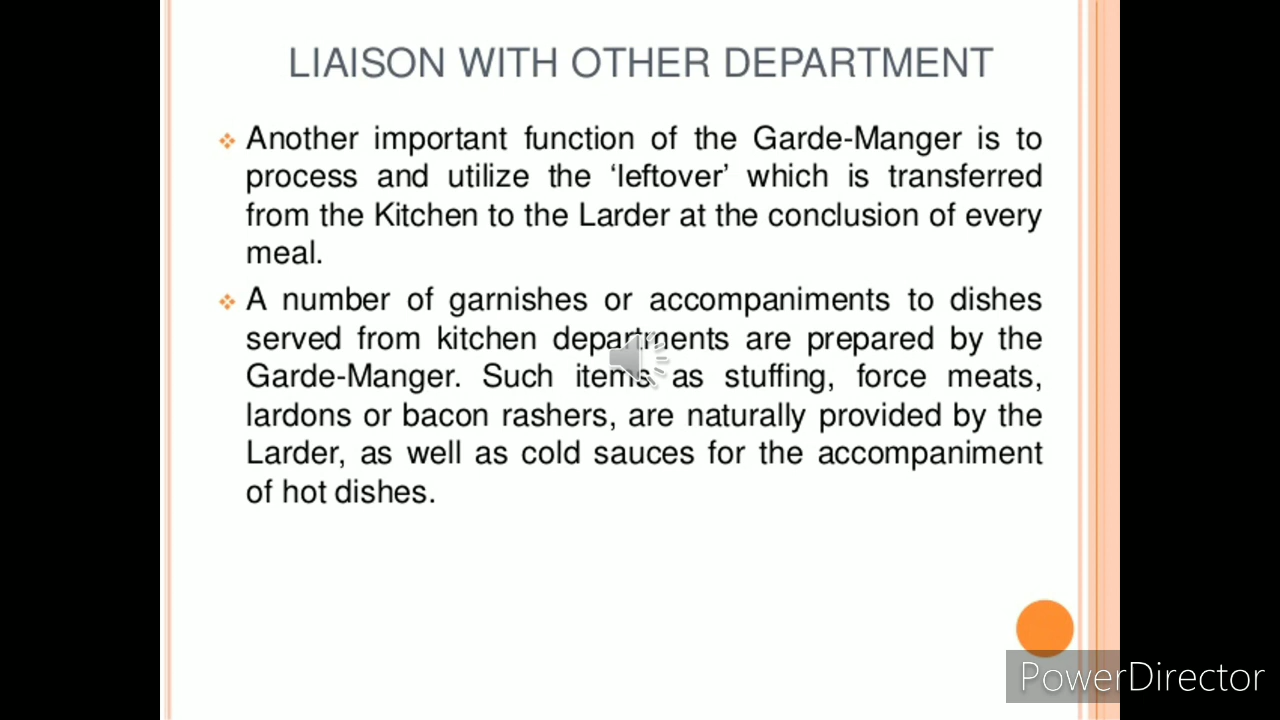 LIAISON WITH OTHER DEPARTMENT
Another important function of the Garde-Manger is to
process and utilize the ‘leftover’ which is transferred
from the Kitchen to the Larder at the conclusion of every
meal.
A number of garnishes or accompaniments to dishes
served from kitchen departments are prepared by the
Garde-Manger. Such items as stuffing, force meats,
lardons or bacon rashers, are naturally provided by the
Larder, as well as cold sauces for the accompaniment
of hot dishes.
PowerDirector